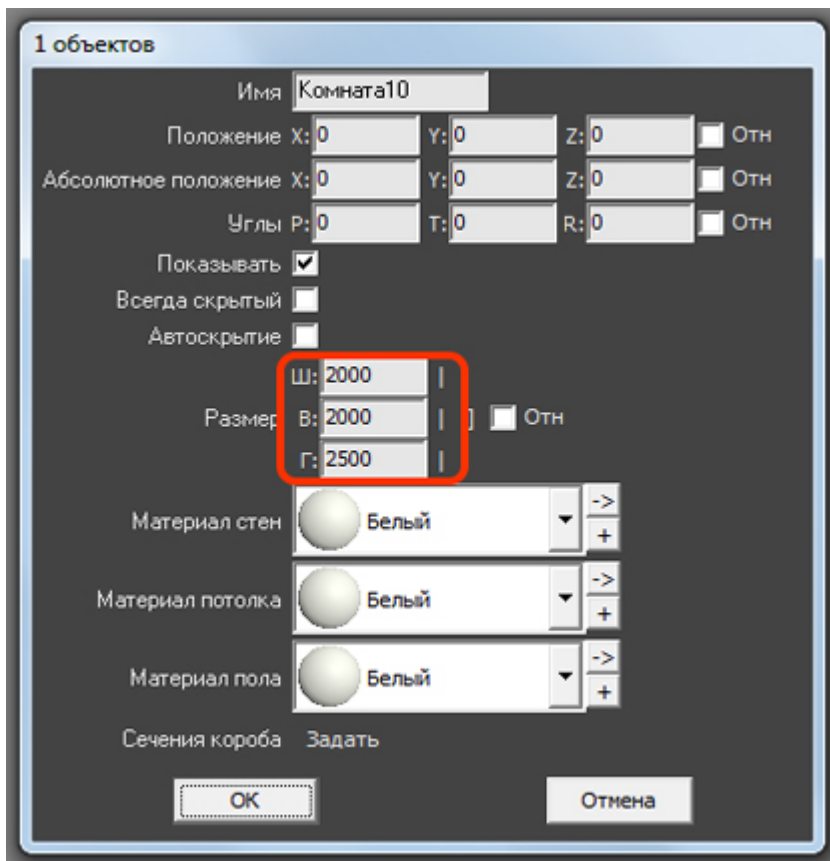 1 объектов
Имя Комната10
Положение X: 0 Y: 0 Z: 0 Отн
Абсолютное положение X: 0 Y: 0 Z: 0 Отн
Углы P: 0 T: 0 R: 0 Отн
Показывать
Всегда скрытый
Автоскрытие
Ш: 2000 |
Размер В: 2000 | ] Отн
Г: 2500 |
Материал стен Белый -> +
Материал потолка Белый -> +
Материал пола Белый -> +
Сечения короба Задать
OK Отмена